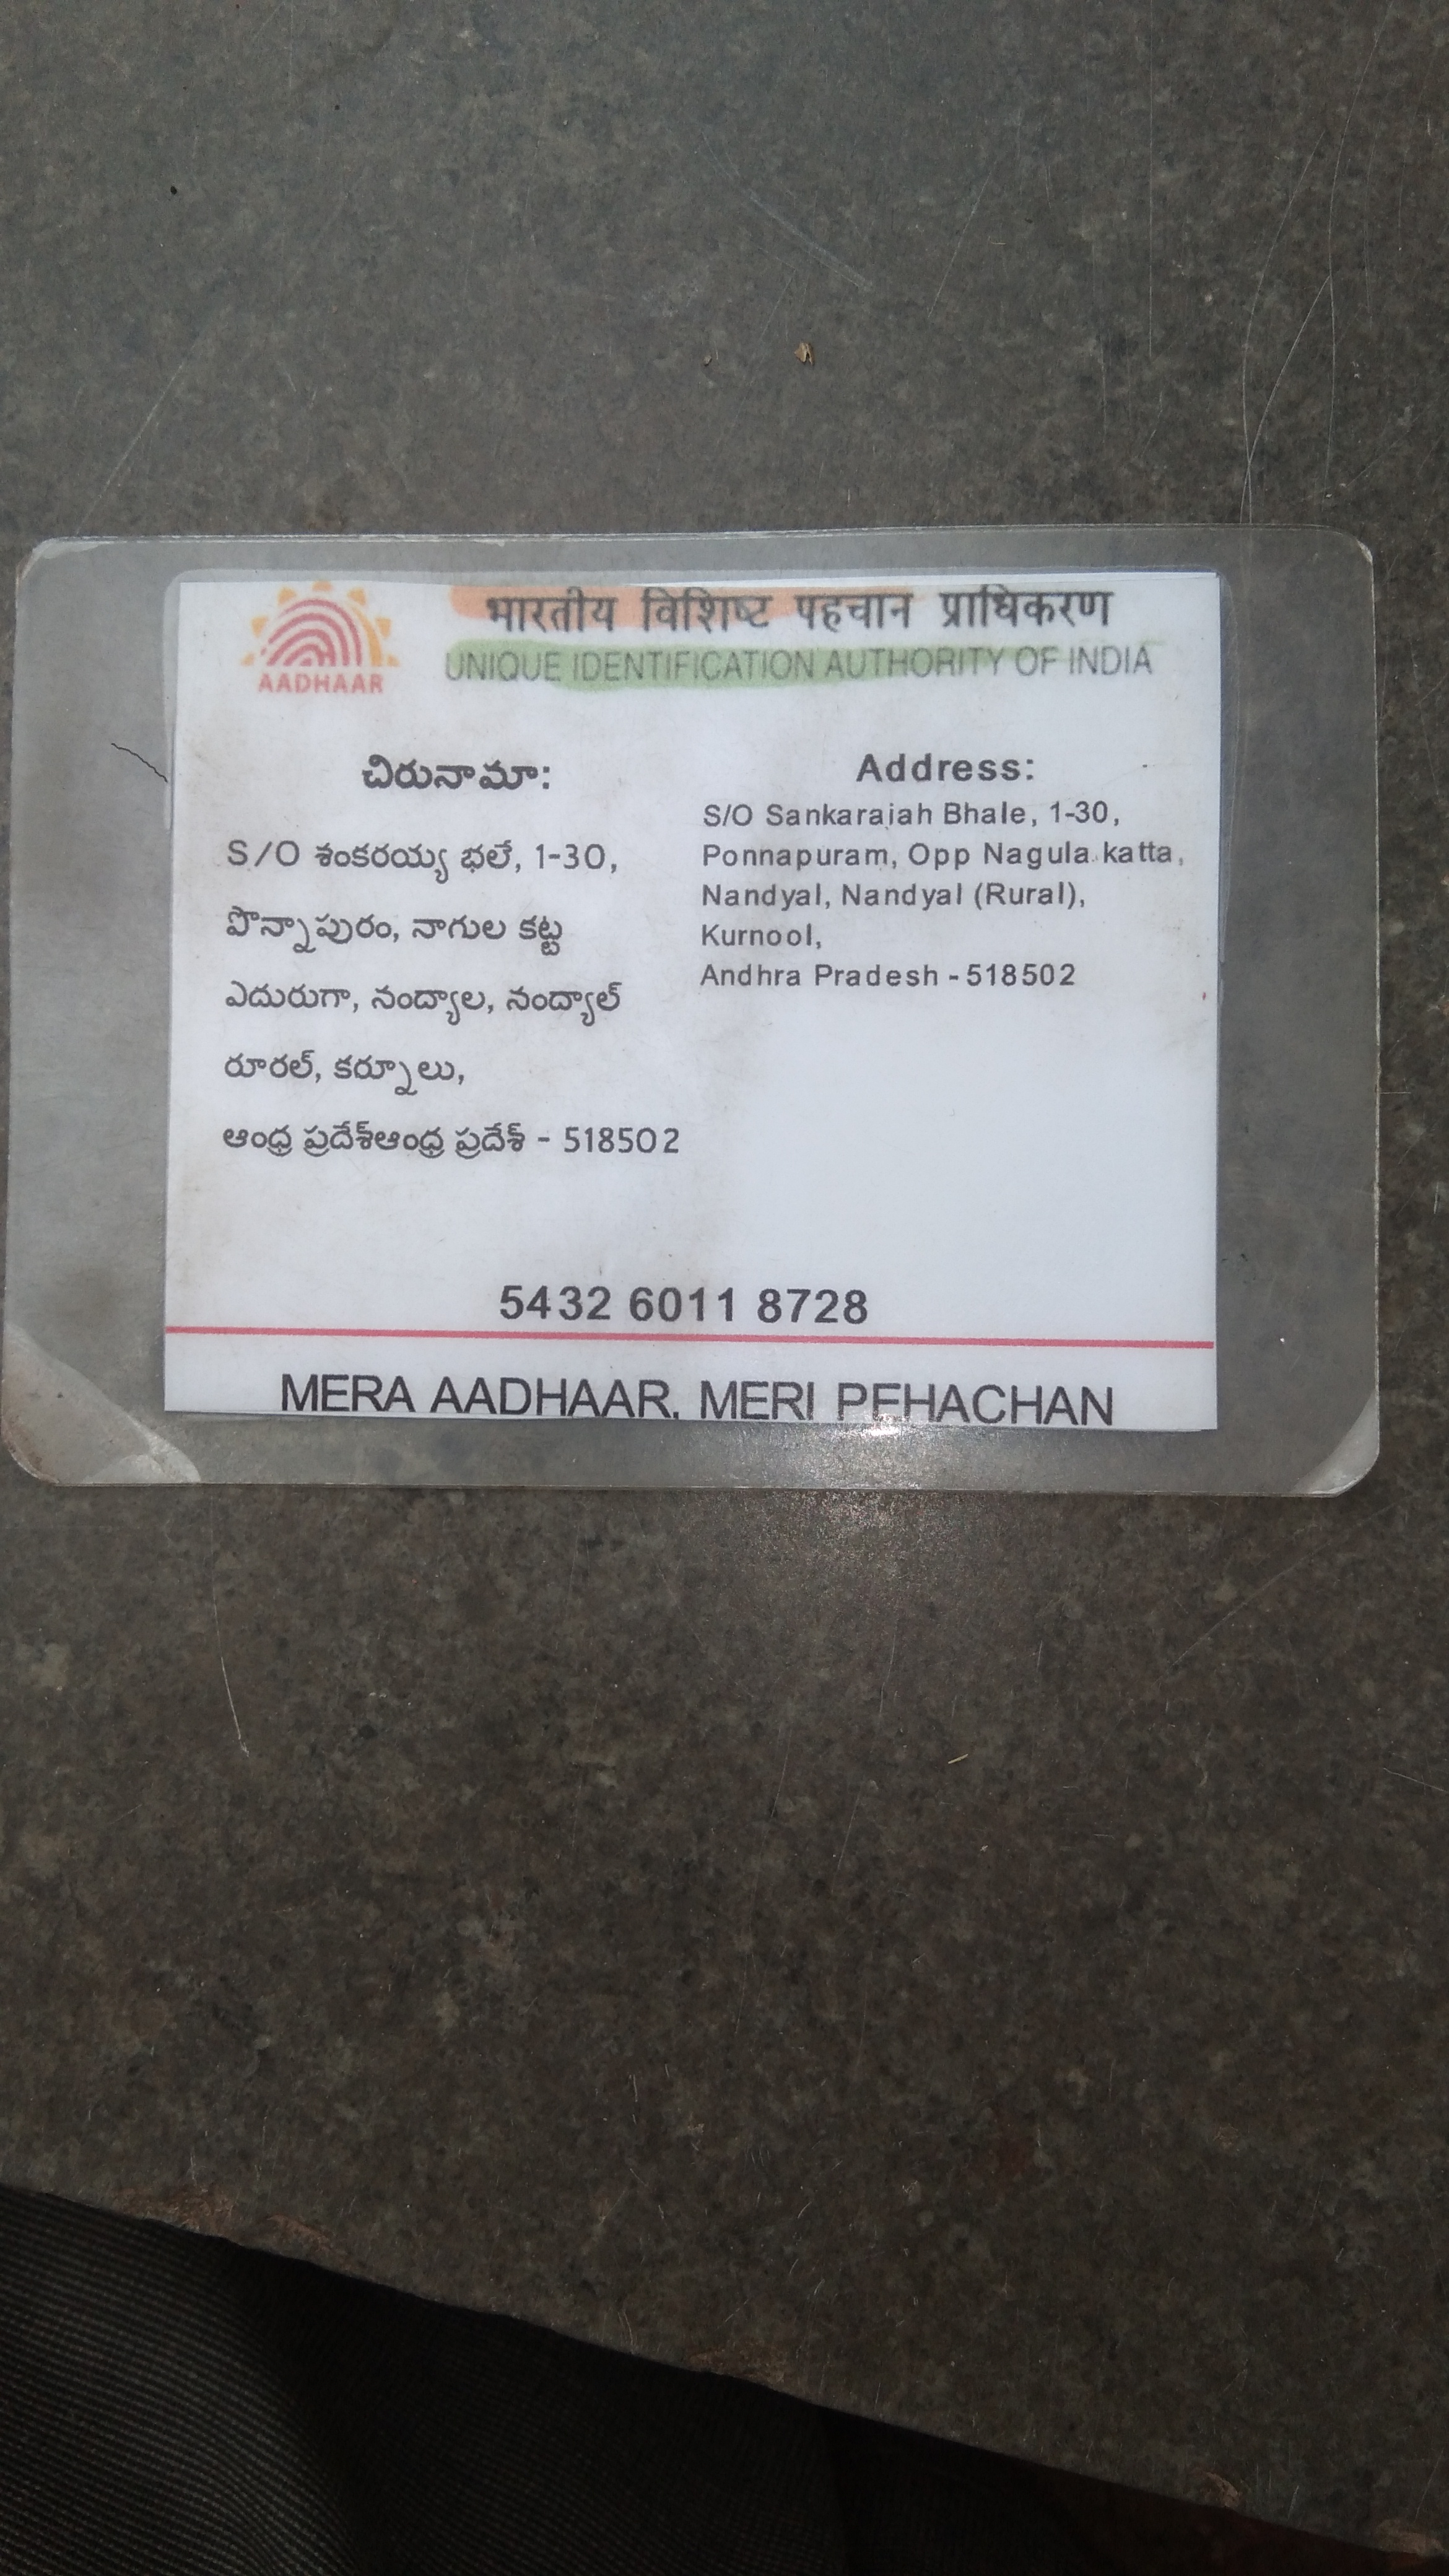 भारतीय विशिष्ट पहचान प्राधिकरण
UNIQUE IDENTIFICATION AUTHORITY OF INDIA
AADHAAR
చిరునామా:
S/O శంకరయ్య భలే, 1-30,
పొన్నాపురం, నాగుల కట్ట
ఎదురుగా, నంద్యాల, నంద్యాల్
రూరల్, కర్నూలు,
ఆంధ్ర ప్రదేశ్ఆంధ్ర ప్రదేశ్ - 518502
Address:
S/O Sankaraiah Bhale, 1-30,
Ponnapuram, Opp Nagula katta,
Nandyal, Nandyal (Rural),
Kurnool,
Andhra Pradesh - 518502
5432 6011 8728
MERA AADHAAR, MERI PEHACHAN